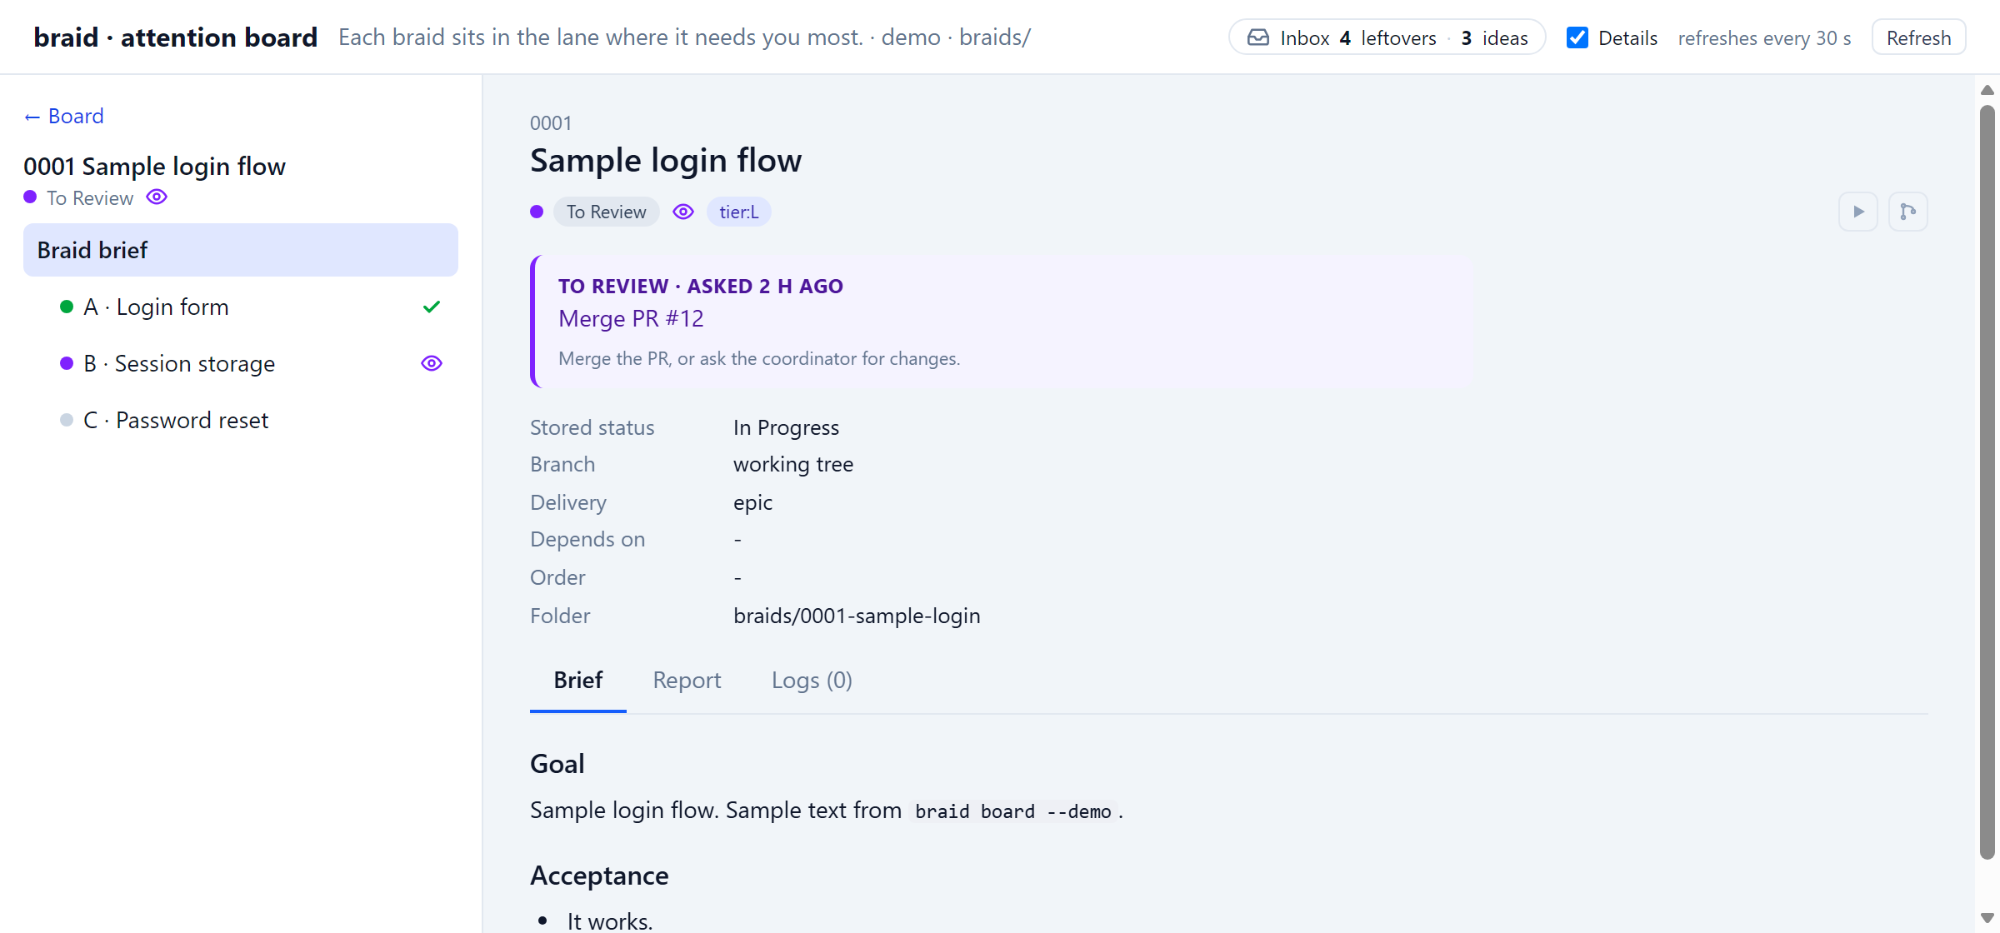 braid · attention board Each braid sits in the lane where it needs you most. · demo · braids/
Inbox 4 leftovers · 3 ideas Details refreshes every 30 s Refresh
← Board
0001 Sample login flow
To Review
Braid brief
A · Login form
B · Session storage
C · Password reset
0001
Sample login flow
To Review tier:L
TO REVIEW · ASKED 2 H AGO
Merge PR #12
Merge the PR, or ask the coordinator for changes.
Stored status In Progress
Branch working tree
Delivery epic
Depends on -
Order -
Folder braids/0001-sample-login
Brief Report Logs (0)
Goal
Sample login flow. Sample text from braid board --demo.
Acceptance
• It works.